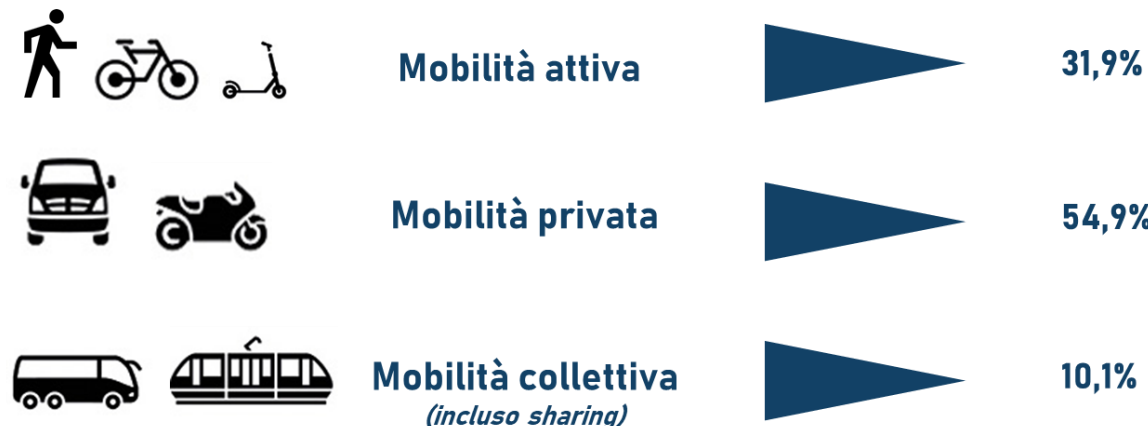 Mobilità attiva
31,9%
Mobilità privata
54,9%
Mobilità collettiva
10,1%
(incluso sharing)